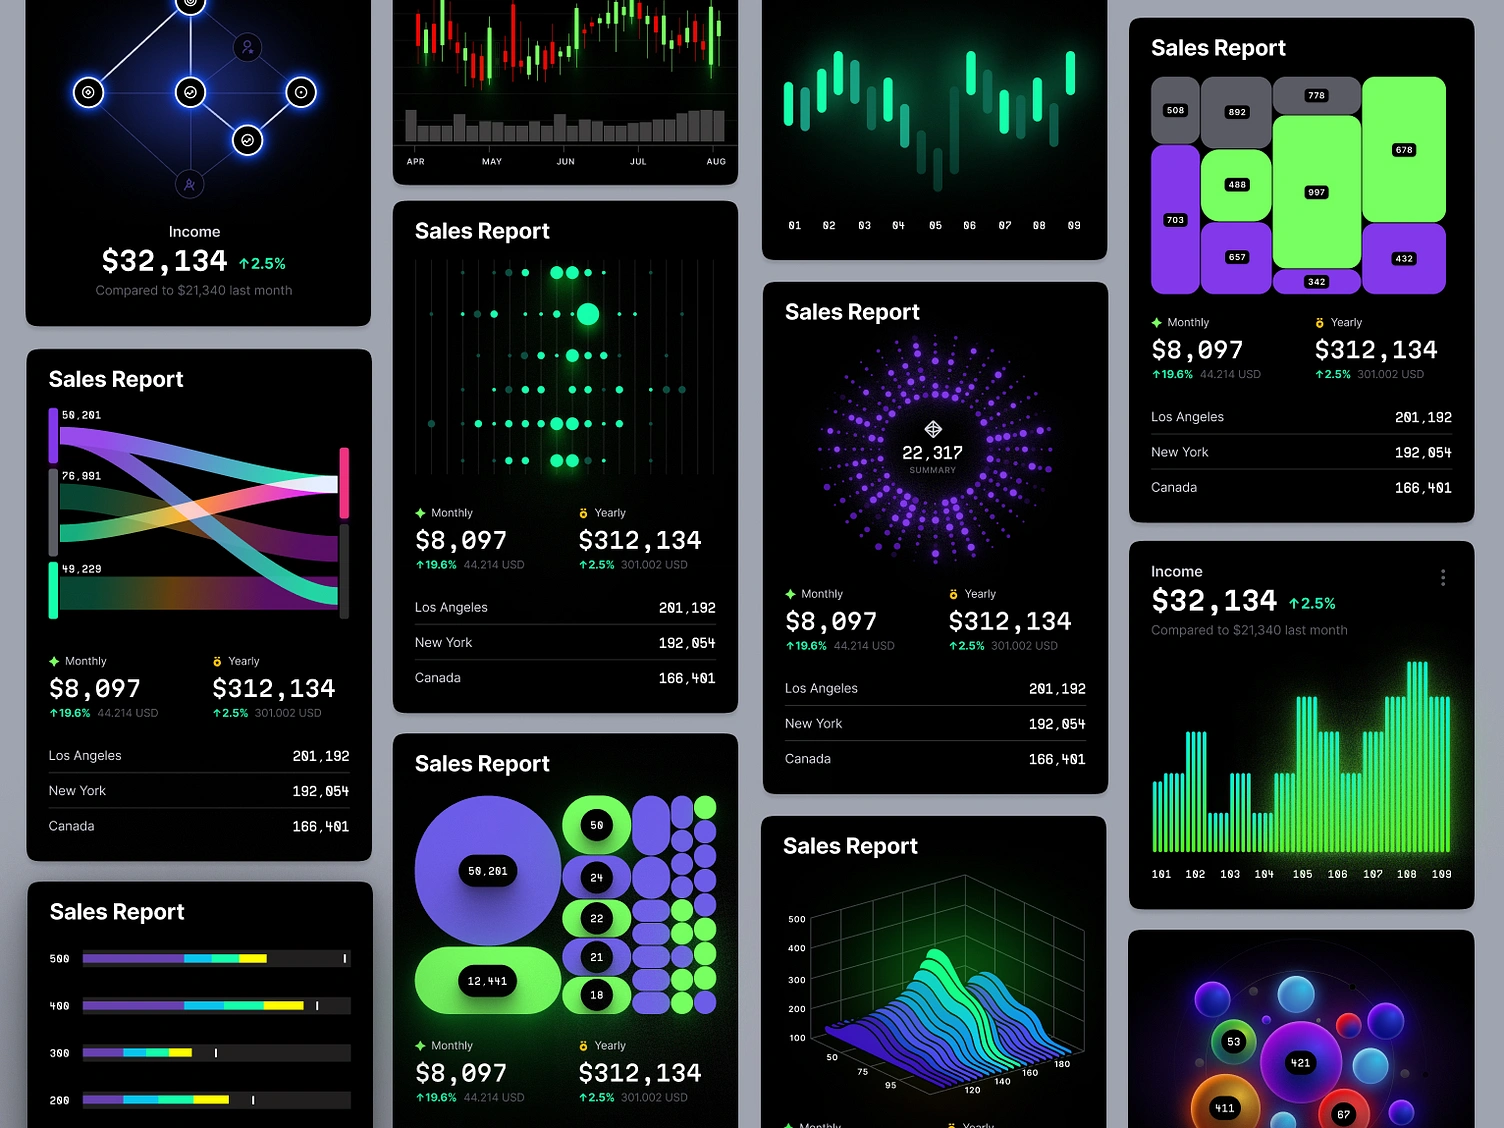 Income
$32,134 ↑2.5%
Compared to $21,340 last month
Sales Report
50,201
76,991
49,229
Monthly Yearly
$8,097 $312,134
↑19.6% 44.214 USD ↑2.5% 301.002 USD
Los Angeles 201,192
New York 192,054
Canada 166,401
Sales Report
500
400
300
200
APR MAY JUN JUL AUG
Sales Report
Monthly Yearly
$8,097 $312,134
↑19.6% 44.214 USD ↑2.5% 301.002 USD
Los Angeles 201,192
New York 192,054
Canada 166,401
Sales Report
50,201
12,441
50
24
22
21
18
Monthly Yearly
$8,097 $312,134
↑19.6% 44.214 USD ↑2.5% 301.002 USD
01 02 03 04 05 06 07 08 09
Sales Report
22,317
SUMMARY
Monthly Yearly
$8,097 $312,134
↑19.6% 44.214 USD ↑2.5% 301.002 USD
Los Angeles 201,192
New York 192,054
Canada 166,401
Sales Report
500
400
300
200
100
50 75 95 120 140 160 180
Monthly Yearly
Sales Report
508 892 778 678
488 997
703 657 342 432
Monthly Yearly
$8,097 $312,134
↑19.6% 44.214 USD ↑2.5% 301.002 USD
Los Angeles 201,192
New York 192,054
Canada 166,401
Income
$32,134 ↑2.5%
Compared to $21,340 last month
101 102 103 104 105 106 107 108 109
53
421
411
67